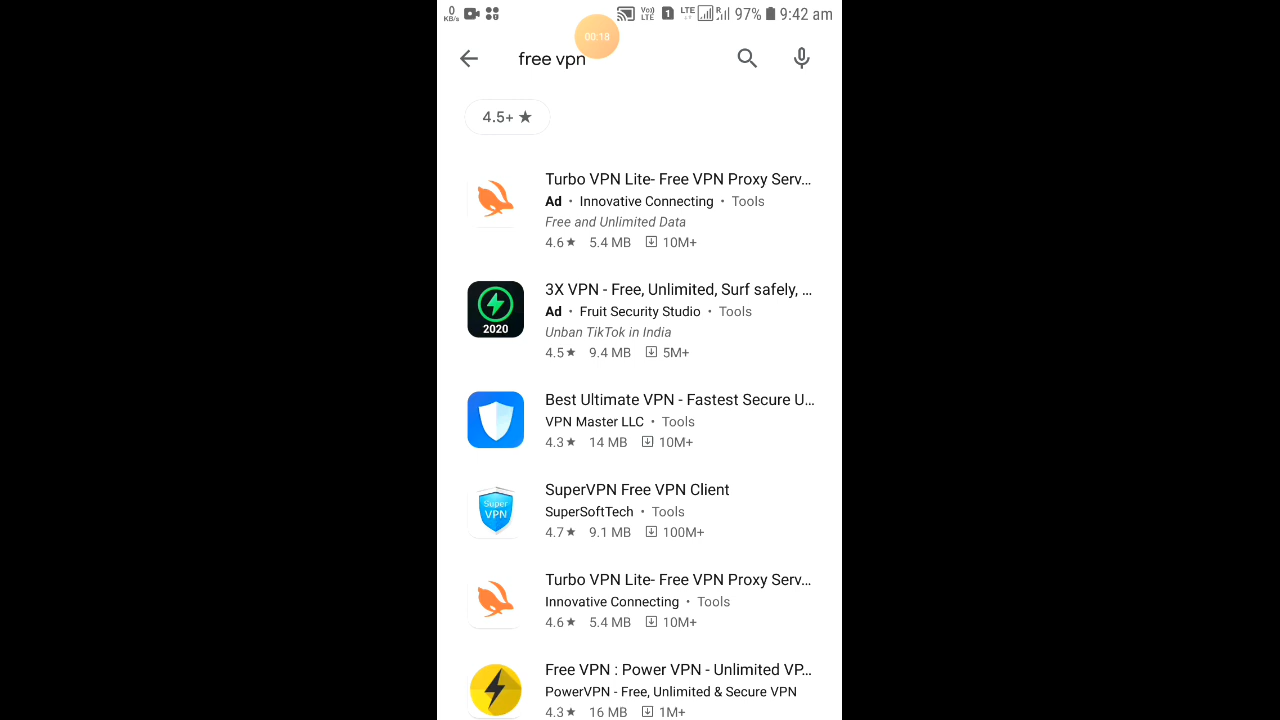 0
KB/s
Vo))
LTE
1
LTE
R
97%
9:42 am
00:18
free vpn
4.5+ ★
Turbo VPN Lite- Free VPN Proxy Serv...
Ad • Innovative Connecting • Tools
Free and Unlimited Data
4.6★ 5.4 MB 10M+
3X VPN - Free, Unlimited, Surf safely, ...
2020
Ad • Fruit Security Studio • Tools
Unban TikTok in India
4.5★ 9.4 MB 5M+
Best Ultimate VPN - Fastest Secure U...
VPN Master LLC • Tools
4.3★ 14 MB 10M+
SuperVPN Free VPN Client
Super
VPN
SuperSoftTech • Tools
4.7★ 9.1 MB 100M+
Turbo VPN Lite- Free VPN Proxy Serv...
Innovative Connecting • Tools
4.6★ 5.4 MB 10M+
Free VPN : Power VPN - Unlimited VP...
PowerVPN - Free, Unlimited & Secure VPN
4.3★ 16 MB 1M+